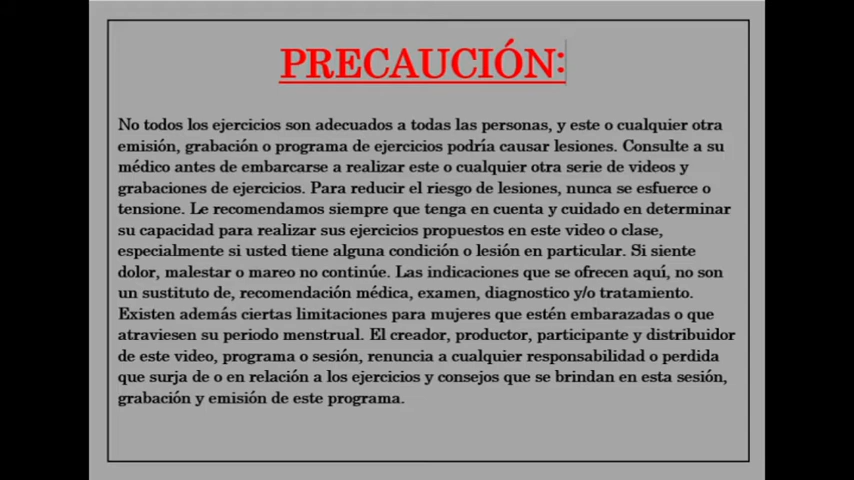 PRECAUCIÓN:
No todos los ejercicios son adecuados a todas las personas, y este o cualquier otra
emisión, grabación o programa de ejercicios podría causar lesiones. Consulte a su
médico antes de embarcarse a realizar este o cualquier otra serie de videos y
grabaciones de ejercicios. Para reducir el riesgo de lesiones, nunca se esfuerce o
tensione. Le recomendamos siempre que tenga en cuenta y cuidado en determinar
su capacidad para realizar sus ejercicios propuestos en este video o clase,
especialmente si usted tiene alguna condición o lesión en particular. Si siente
dolor, malestar o mareo no continúe. Las indicaciones que se ofrecen aquí, no son
un sustituto de, recomendación médica, examen, diagnostico y/o tratamiento.
Existen además ciertas limitaciones para mujeres que estén embarazadas o que
atraviesen su periodo menstrual. El creador, productor, participante y distribuidor
de este video, programa o sesión, renuncia a cualquier responsabilidad o perdida
que surja de o en relación a los ejercicios y consejos que se brindan en esta sesión,
grabación y emisión de este programa.